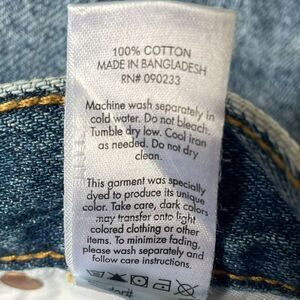 100% COTTON
MADE IN BANGLADESH
RN# 090233
Machine wash separately in
cold water. Do not bleach.
Tumble dry low. Cool iron
as needed. Do not dry
clean.
This garment was specially
dyed to produce its unique
color. Take care, dark colors
may transfer onto light
colored clothing or other
items. To minimize fading,
please wash with water and
follow care instructions.